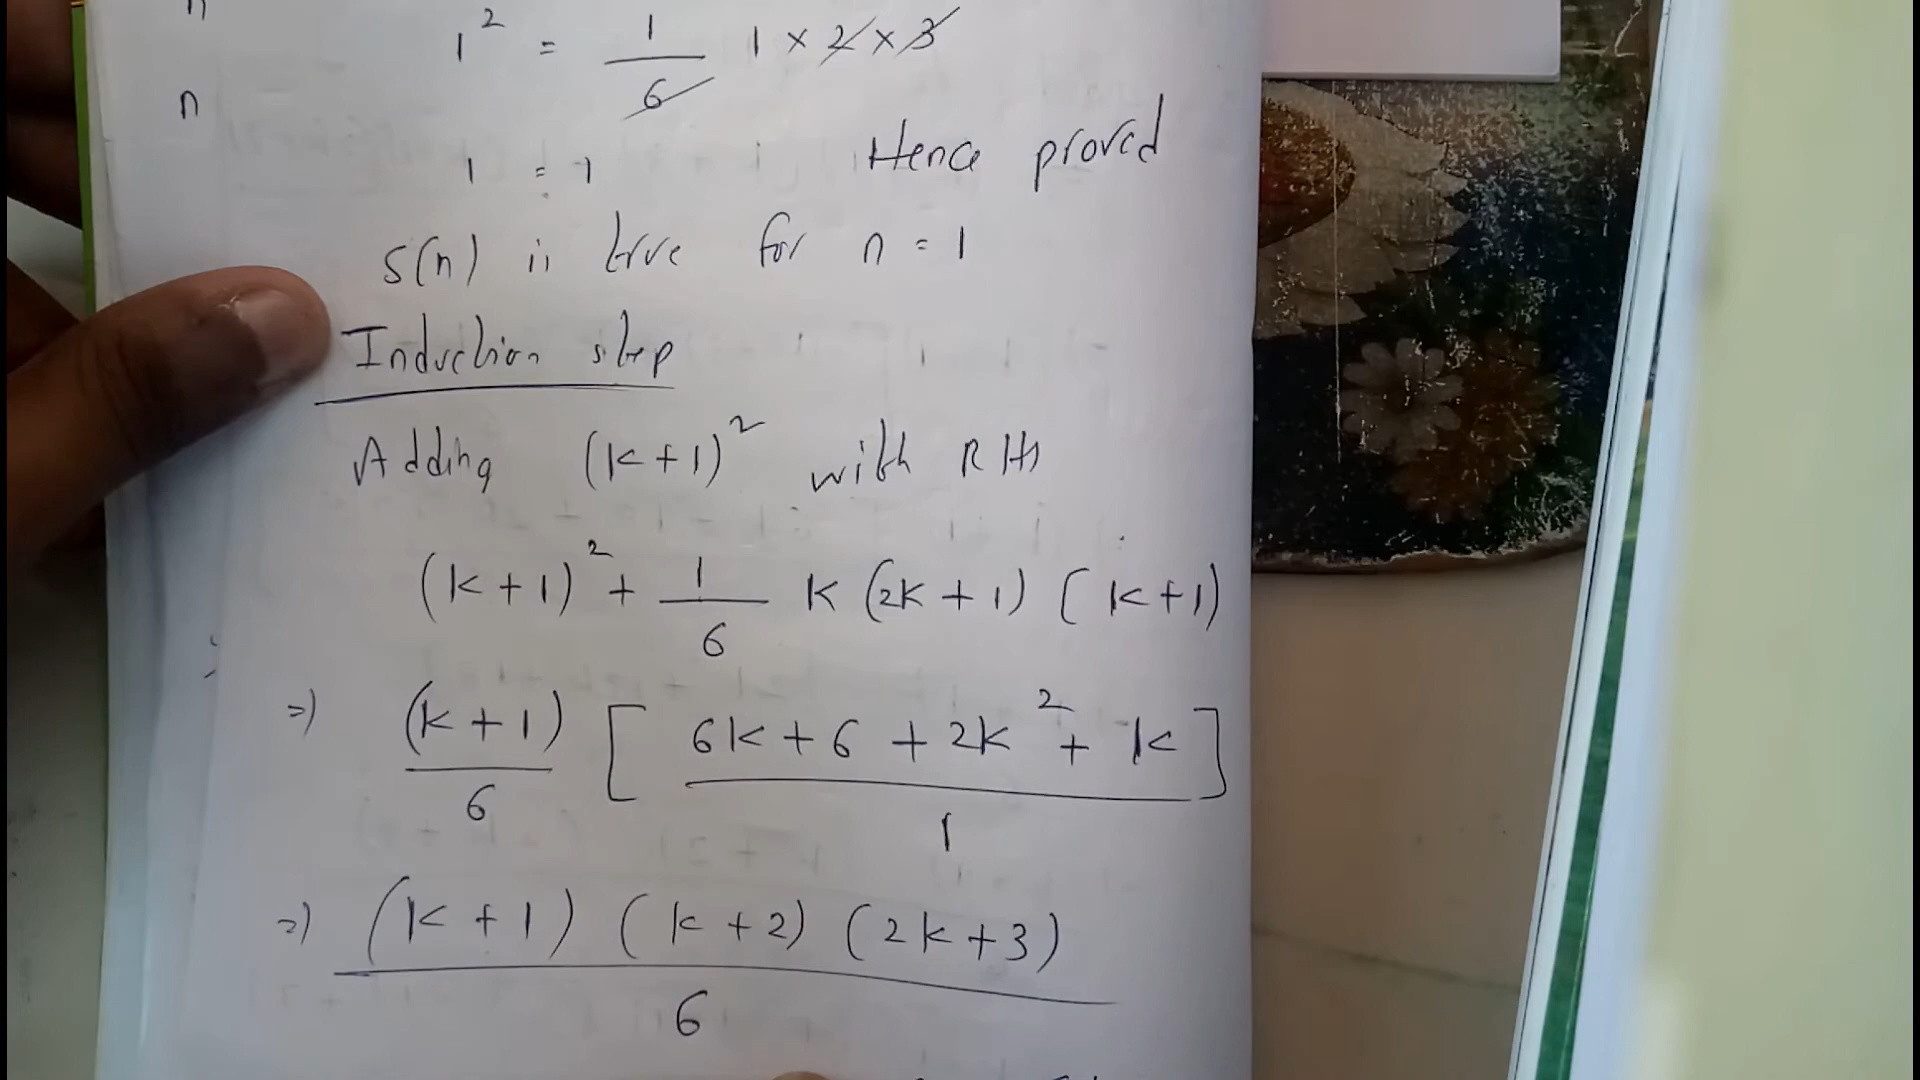 n
1² = 1/6 1 × 2 × 3
n
1 = 1 Hence proved
S(n) is true for n = 1
Induction step
Adding (k+1)² with RHS
(k+1)² + 1/6 k (2k+1) (k+1)
=) (k+1)/6 [ 6k + 6 + 2k² + k / 1 ]
=) (k+1) (k+2) (2k+3) / 6